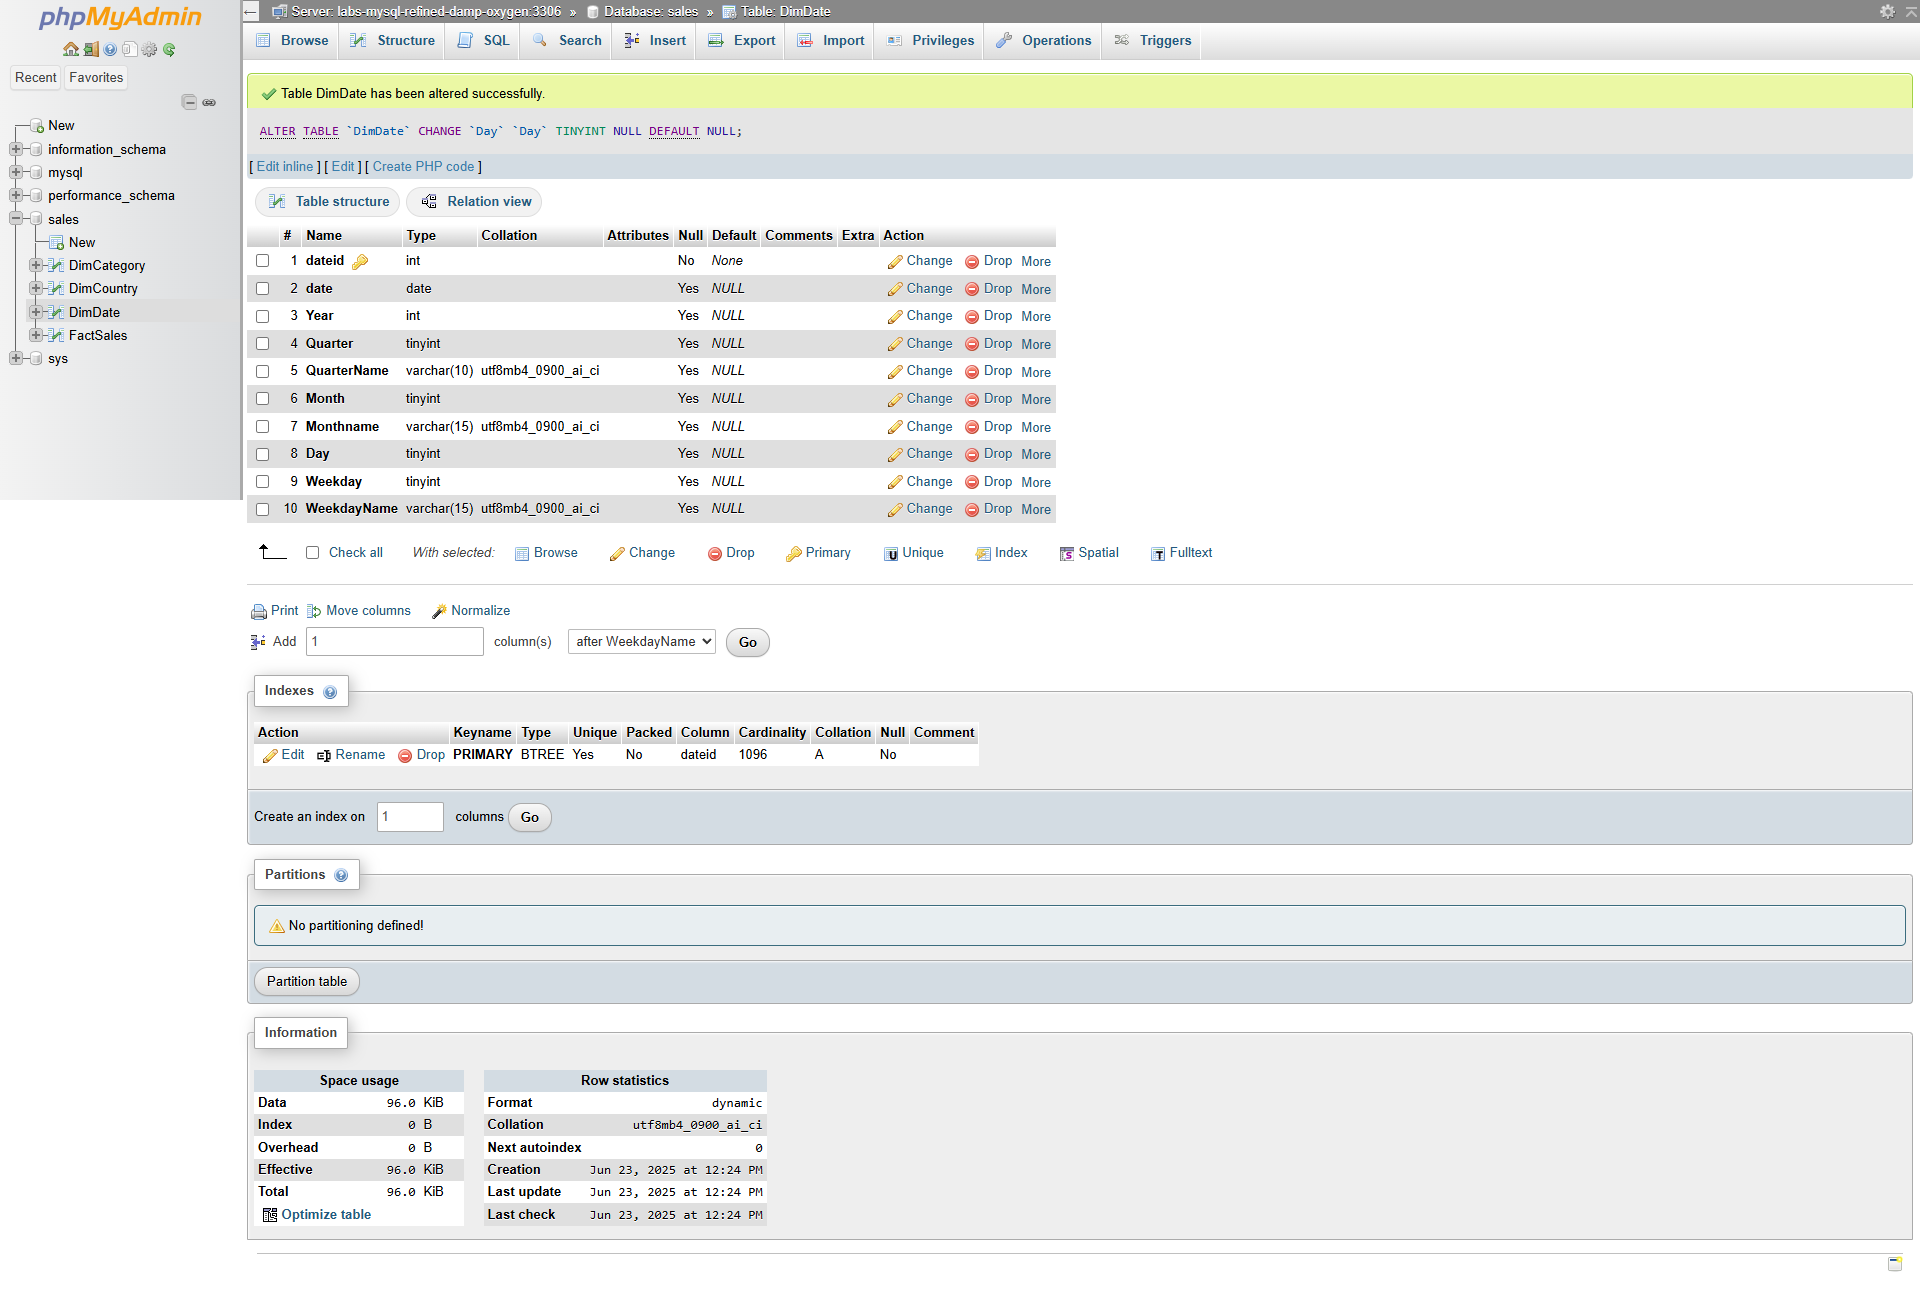 phpMyAdmin
Recent Favorites
New
information_schema
mysql
performance_schema
sales
New
DimCategory
DimCountry
DimDate
FactSales
sys
Server: labs-mysql-refined-damp-oxygen:3306 » Database: sales » Table: DimDate
Browse Structure SQL Search Insert Export Import Privileges Operations Triggers
Table DimDate has been altered successfully.
ALTER TABLE `DimDate` CHANGE `Day` `Day` TINYINT NULL DEFAULT NULL;
[ Edit inline ] [ Edit ] [ Create PHP code ]
Table structure Relation view
# Name Type Collation Attributes Null Default Comments Extra Action
1 dateid int No None Change Drop More
2 date date Yes NULL Change Drop More
3 Year int Yes NULL Change Drop More
4 Quarter tinyint Yes NULL Change Drop More
5 QuarterName varchar(10) utf8mb4_0900_ai_ci Yes NULL Change Drop More
6 Month tinyint Yes NULL Change Drop More
7 Monthname varchar(15) utf8mb4_0900_ai_ci Yes NULL Change Drop More
8 Day tinyint Yes NULL Change Drop More
9 Weekday tinyint Yes NULL Change Drop More
10 WeekdayName varchar(15) utf8mb4_0900_ai_ci Yes NULL Change Drop More
Check all With selected: Browse Change Drop Primary Unique Index Spatial Fulltext
Print Move columns Normalize
Add 1 column(s) after WeekdayName Go
Indexes
Action Keyname Type Unique Packed Column Cardinality Collation Null Comment
Edit Rename Drop PRIMARY BTREE Yes No dateid 1096 A No
Create an index on 1 columns Go
Partitions
No partitioning defined!
Partition table
Information
Space usage
Data 96.0 KiB
Index 0 B
Overhead 0 B
Effective 96.0 KiB
Total 96.0 KiB
Optimize table
Row statistics
Format dynamic
Collation utf8mb4_0900_ai_ci
Next autoindex 0
Creation Jun 23, 2025 at 12:24 PM
Last update Jun 23, 2025 at 12:24 PM
Last check Jun 23, 2025 at 12:24 PM